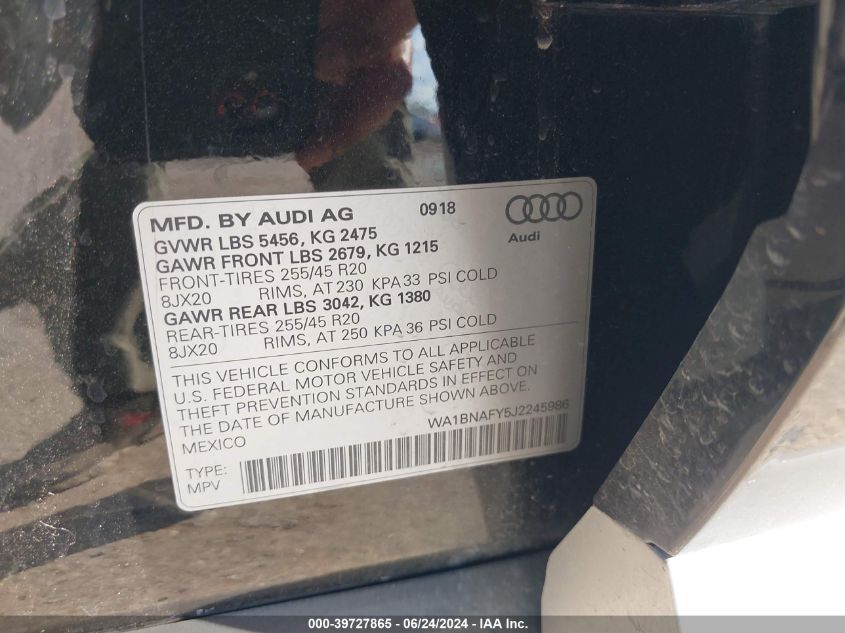 MFD. BY AUDI AG 0918
GVWR LBS 5456, KG 2475
GAWR FRONT LBS 2679, KG 1215
FRONT-TIRES 255/45 R20
8JX20 RIMS, AT 230 KPA 33 PSI COLD
GAWR REAR LBS 3042, KG 1380
REAR-TIRES 255/45 R20
8JX20 RIMS, AT 250 KPA 36 PSI COLD
Audi
THIS VEHICLE CONFORMS TO ALL APPLICABLE
U.S. FEDERAL MOTOR VEHICLE SAFETY AND
THEFT PREVENTION STANDARDS IN EFFECT ON
THE DATE OF MANUFACTURE SHOWN ABOVE.
MEXICO WA1BNAFY5J2245986
TYPE:
MPV
000-39727865 - 06/24/2024 - IAA Inc.